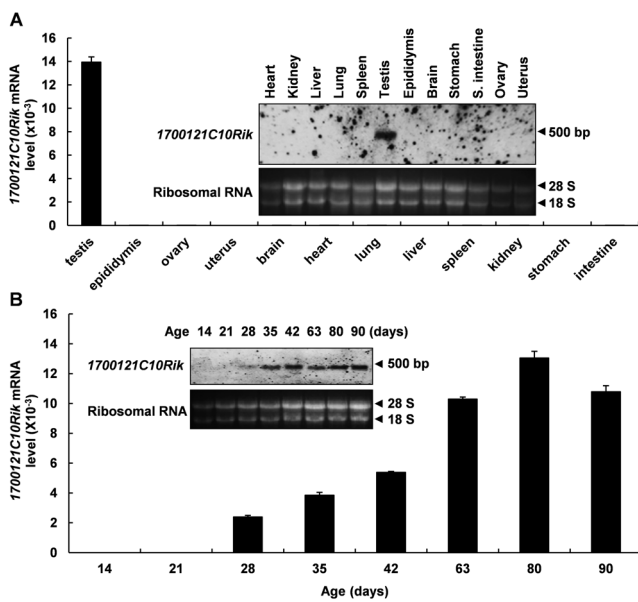 A
1700121C10Rik mRNA
level (x10⁻³)
16
14
12
10
8
6
4
2
0
Heart
Kidney
Liver
Lung
Spleen
Testis
Epididymis
Brain
Stomach
S. intestine
Ovary
Uterus
1700121C10Rik
500 bp
Ribosomal RNA
28 S
18 S
testis
epididymis
ovary
uterus
brain
heart
lung
liver
spleen
kidney
stomach
intestine
B
1700121C10Rik mRNA
level (X10⁻³)
16
14
12
10
8
6
4
2
0
Age 14 21 28 35 42 63 80 90 (days)
1700121C10Rik
500 bp
Ribosomal RNA
28 S
18 S
14 21 28 35 42 63 80 90
Age (days)